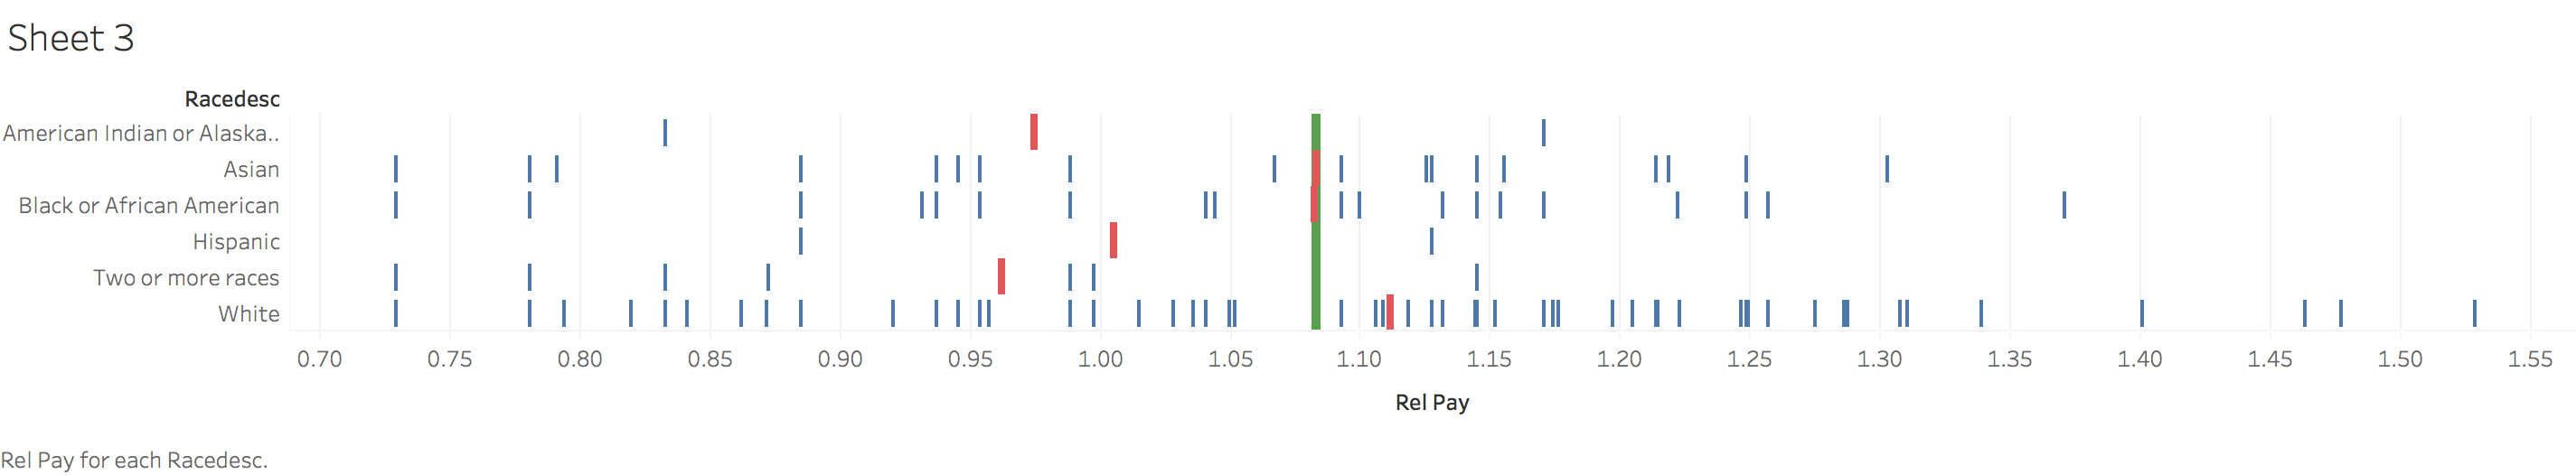 Sheet 3
Racedesc
American Indian or Alaska..
Asian
Black or African American
Hispanic
Two or more races
White
0.70 0.75 0.80 0.85 0.90 0.95 1.00 1.05 1.10 1.15 1.20 1.25 1.30 1.35 1.40 1.45 1.50 1.55
Rel Pay
Rel Pay for each Racedesc.